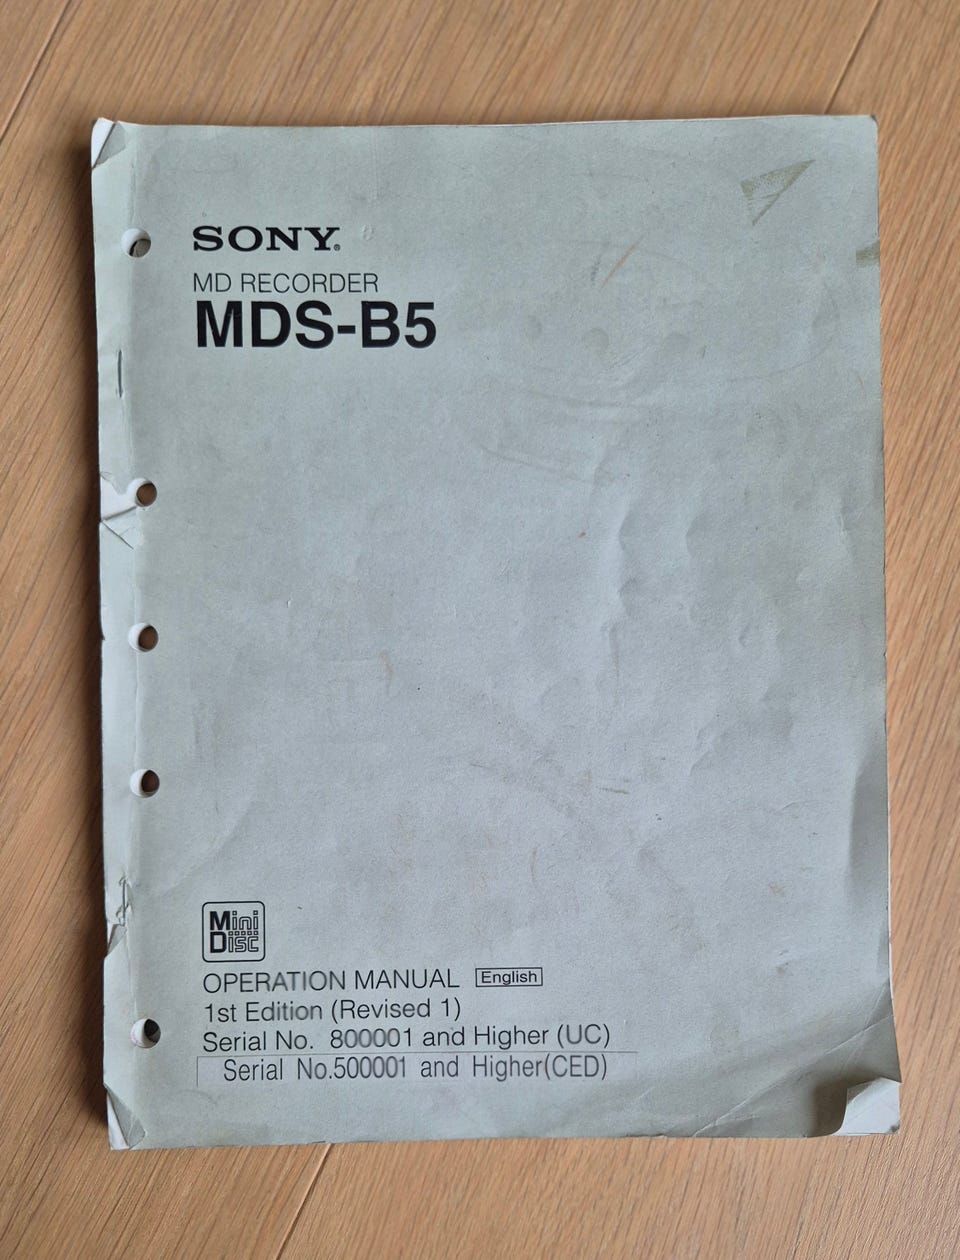 SONY®
MD RECORDER
MDS-B5
Mini
Disc
OPERATION MANUAL English
1st Edition (Revised 1)
Serial No. 800001 and Higher (UC)
Serial No.500001 and Higher(CED)